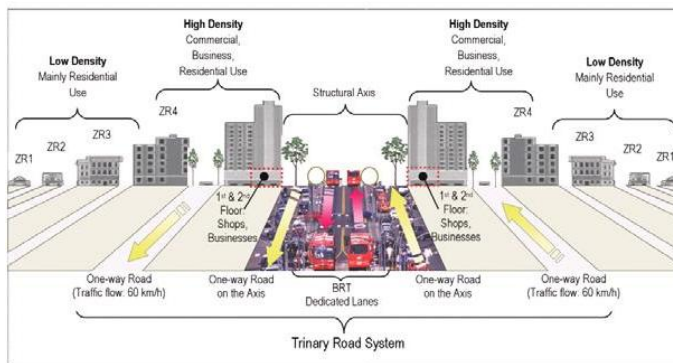 High Density
Commercial,
Business,
Residential Use
High Density
Commercial,
Business,
Residential Use
Low Density
Mainly Residential
Use
Structural Axis
Low Density
Mainly Residential
Use
ZR4
ZR4
ZR3
ZR2
ZR1
ZR3
ZR2
ZR1
1st & 2nd
Floor:
Shops,
Businesses
1st & 2nd
Floor:
Shops,
Businesses
One-way Road
(Traffic flow: 60 km/h)
One-way Road
on the Axis
BRT
Dedicated Lanes
One-way Road
on the Axis
One-way Road
(Traffic flow: 60 km/h)
Trinary Road System